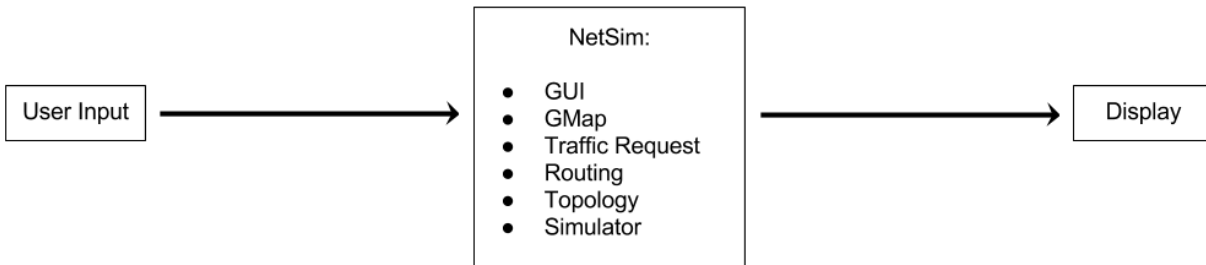 User Input
NetSim:
● GUI
● GMap
● Traffic Request
● Routing
● Topology
● Simulator
Display